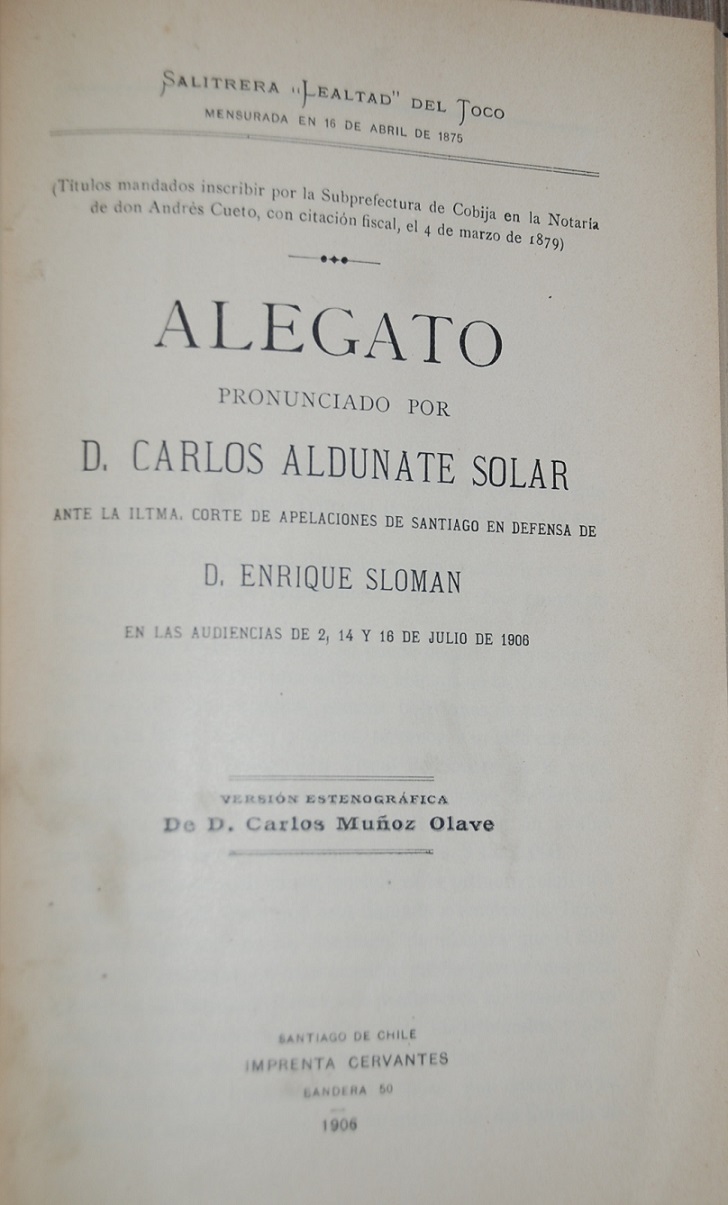 SALITRERA "LEALTAD" DEL TOCO
MENSURADA EN 16 DE ABRIL DE 1875
(Títulos mandados inscribir por la Subprefectura de Cobija en la Notaría
de don Andrés Cueto, con citación fiscal, el 4 de marzo de 1879)
ALEGATO
PRONUNCIADO POR
D. CARLOS ALDUNATE SOLAR
ANTE LA ILTMA. CORTE DE APELACIONES DE SANTIAGO EN DEFENSA DE
D. ENRIQUE SLOMAN
EN LAS AUDIENCIAS DE 2, 14 Y 16 DE JULIO DE 1906
VERSIÓN ESTENOGRÁFICA
De D. Carlos Muñoz Olave
SANTIAGO DE CHILE
IMPRENTA CERVANTES
BANDERA 50
1906